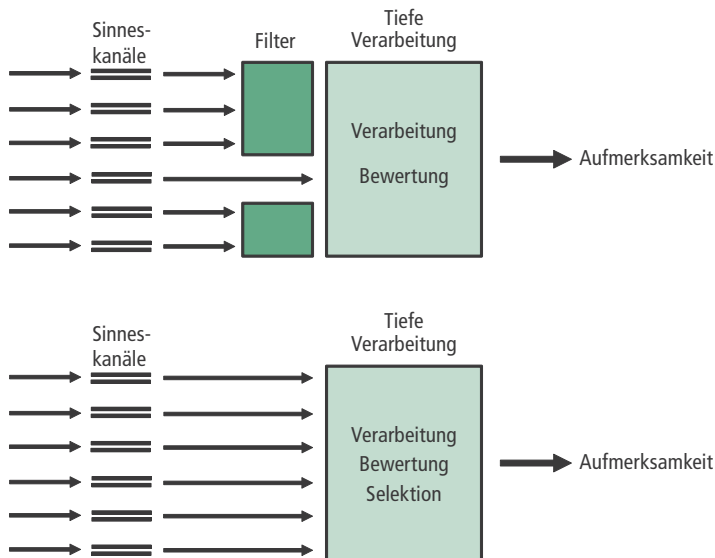 Sinnes-
kanäle
Filter
Tiefe
Verarbeitung
Verarbeitung
Bewertung
Aufmerksamkeit
Sinnes-
kanäle
Tiefe
Verarbeitung
Verarbeitung
Bewertung
Selektion
Aufmerksamkeit